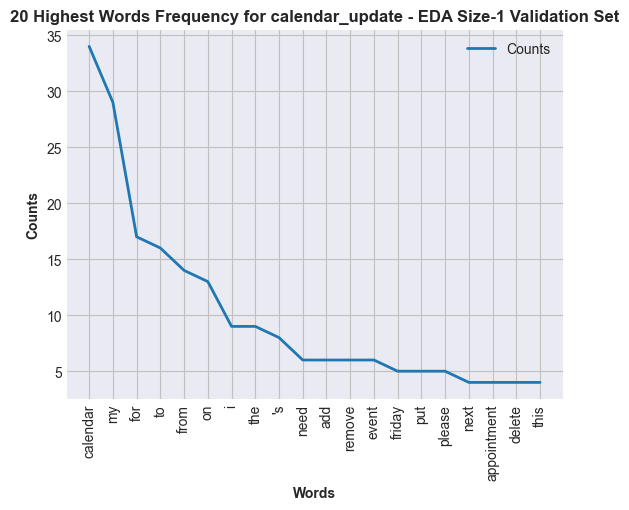 20 Highest Words Frequency for calendar_update - EDA Size-1 Validation Set
Counts
35
30
25
20
15
10
5
Counts
calendar
my
for
to
from
on
i
the
's
need
add
remove
event
friday
put
please
next
appointment
delete
this
Words